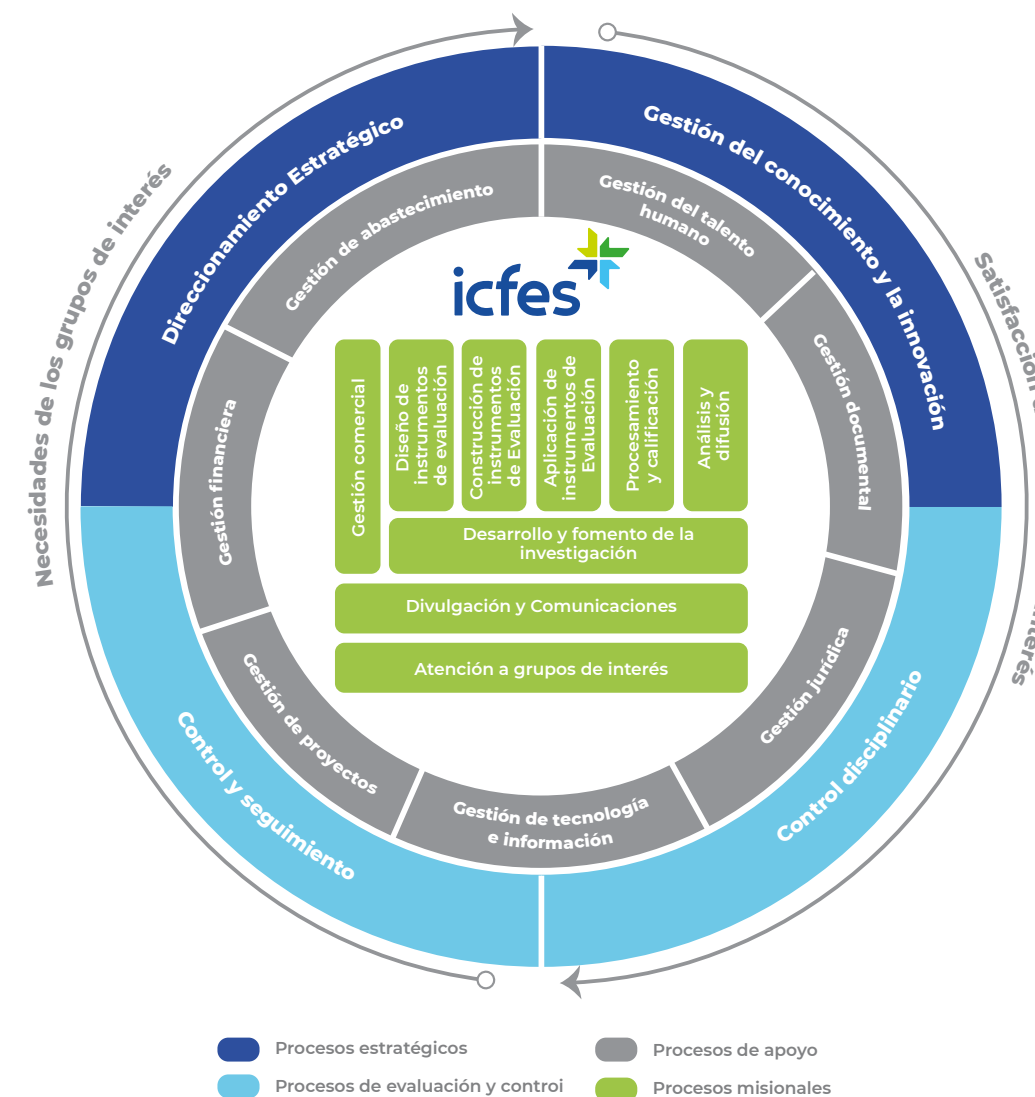 Necesidades de los grupos de interés
Satisfacción
interés
Direccionamiento Estratégico
Gestión del conocimiento y la innovación
Control y seguimiento
Control disciplinario
Gestión de abastecimiento
Gestión del talento
humano
Gestión documental
Gestión jurídica
Gestión de tecnología
e información
Gestión de proyectos
Gestión financiera
icfes
Gestión comercial
Diseño de
instrumentos
de evaluación
Construcción de
instrumentos
de Evaluación
Aplicación de
instrumentos de
Evaluación
Procesamiento
y calificación
Análisis y
difusión
Desarrollo y fomento de la
investigación
Divulgación y Comunicaciones
Atención a grupos de interés
Procesos estratégicos
Procesos de apoyo
Procesos de evaluación y controi
Procesos misionales